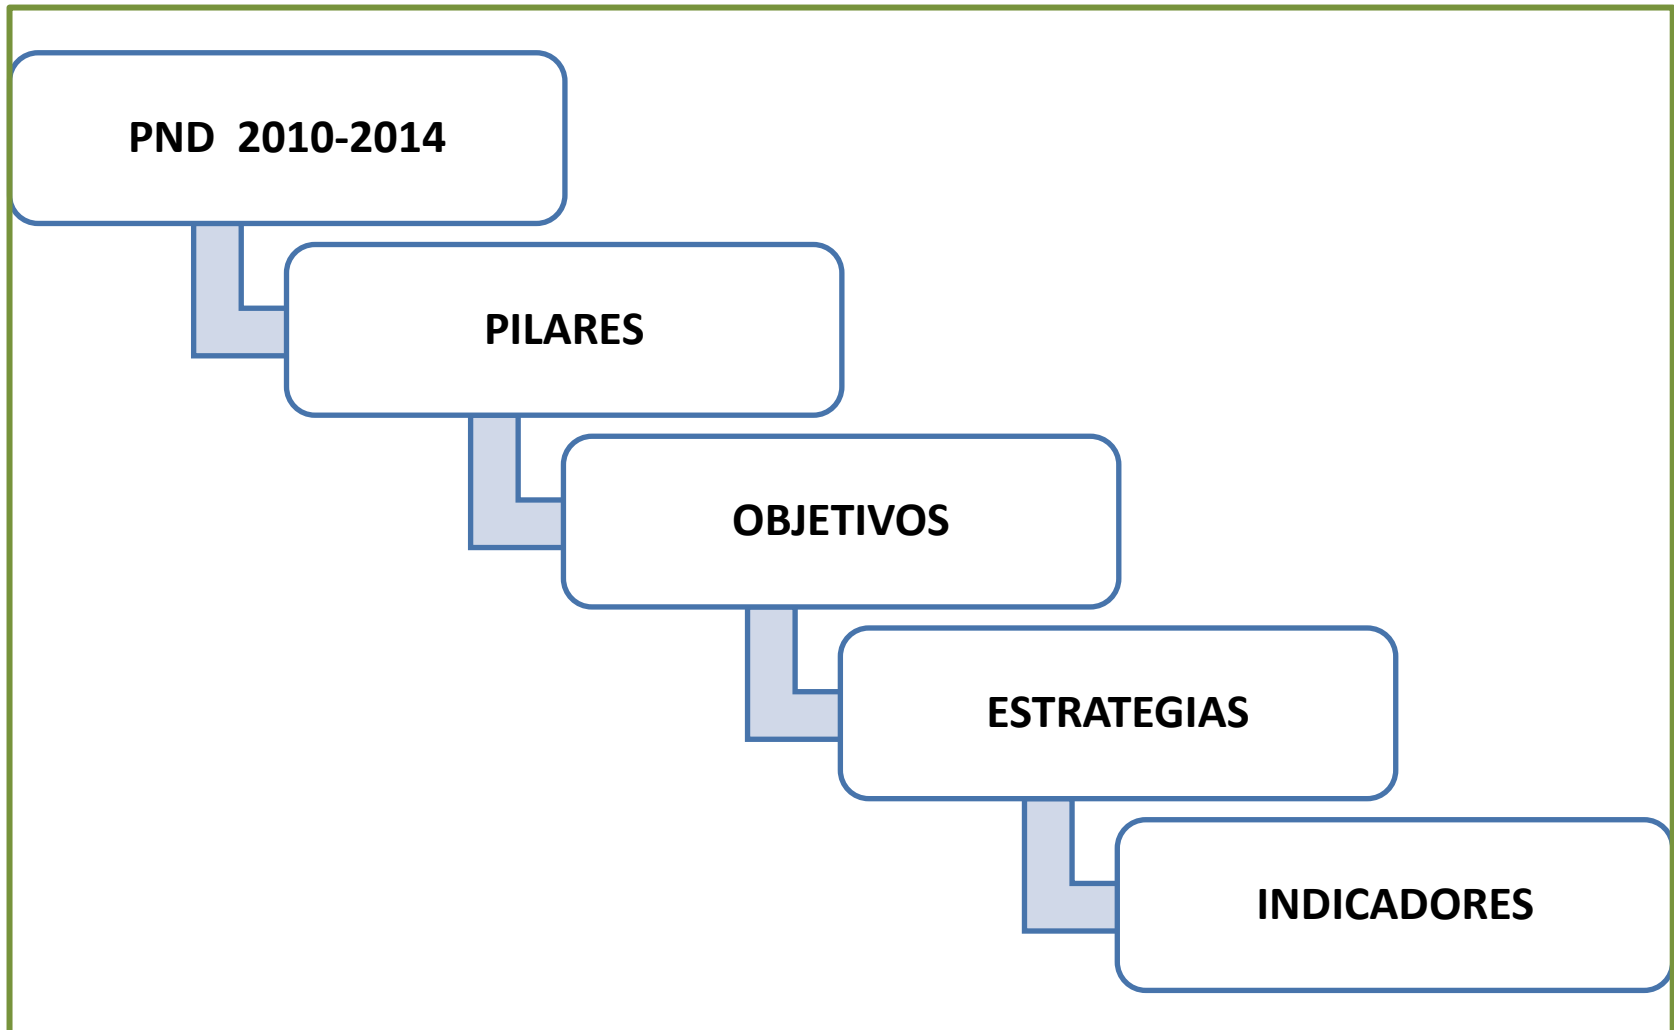 PND  2010-2014
PILARES
OBJETIVOS
ESTRATEGIAS
INDICADORES